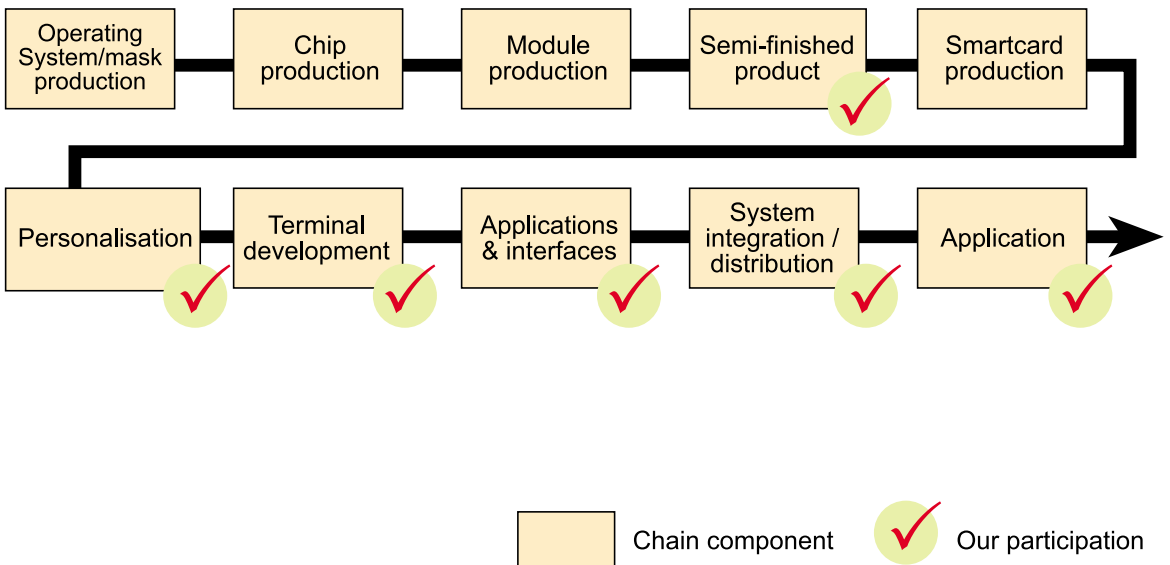 Operating
System/mask
production
Chip
production
Module
production
Semi-finished
product
Smartcard
production
Personalisation
Terminal
development
Applications
& interfaces
System
integration /
distribution
Application
Chain component
Our participation